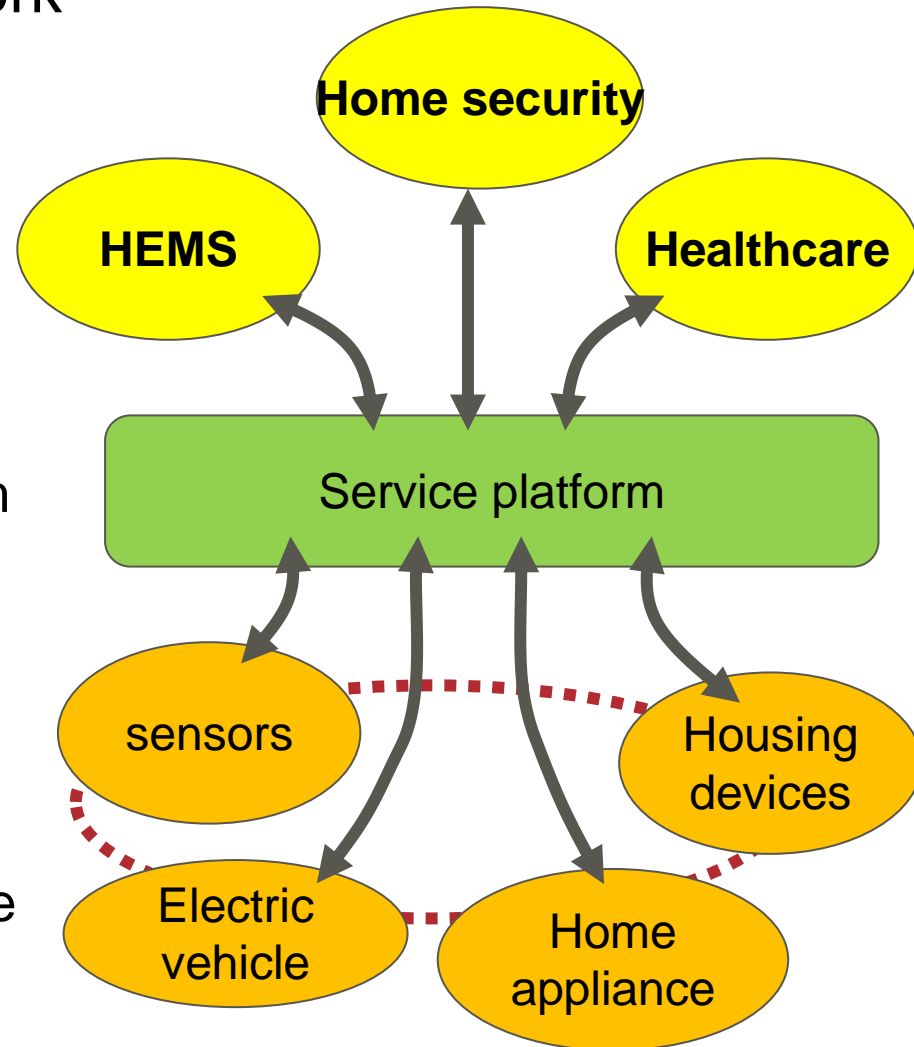 Home security
HEMS
Healthcare
Service platform
sensors
Housing
devices
Electric
vehicle
Home
appliance